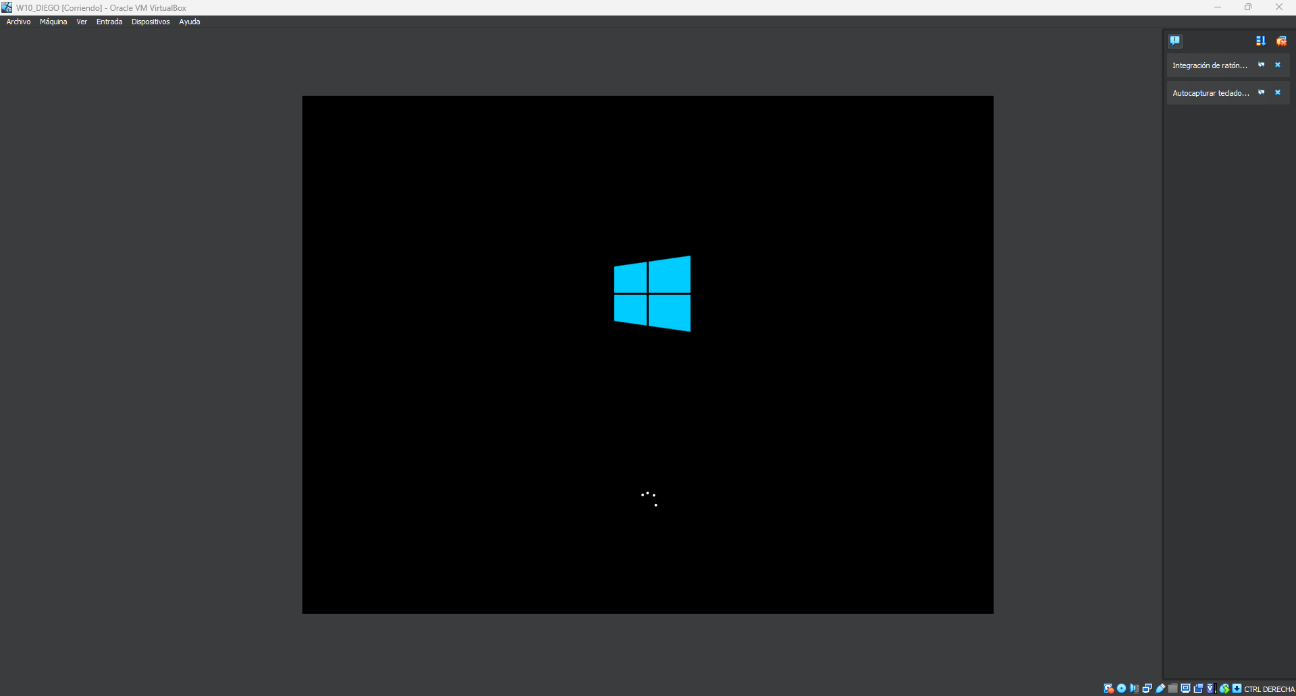 W10_DIEGO [Corriendo] - Oracle VM VirtualBox
Archivo Máquina Ver Entrada Dispositivos Ayuda
Integración de ratón...
Autocapturar teclado...
CTRL DERECHA